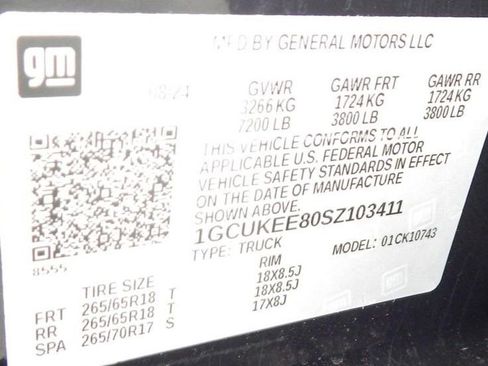 gm
MFD BY GENERAL MOTORS LLC
08/24 GVWR GAWR FRT GAWR RR
3266 KG 1724 KG 1724 KG
7200 LB 3800 LB 3800 LB
THIS VEHICLE CONFORMS TO ALL
APPLICABLE U.S. FEDERAL MOTOR
VEHICLE SAFETY STANDARDS IN EFFECT
ON THE DATE OF MANUFACTURE
SHOWN ABOVE.
1GCUKEE80SZ103411
TYPE: TRUCK MODEL: 01CK10743
8555
TIRE SIZE RIM
FRT 265/65R18 T 18X8.5J
RR 265/65R18 T 18X8.5J
SPA 265/70R17 S 17X8J